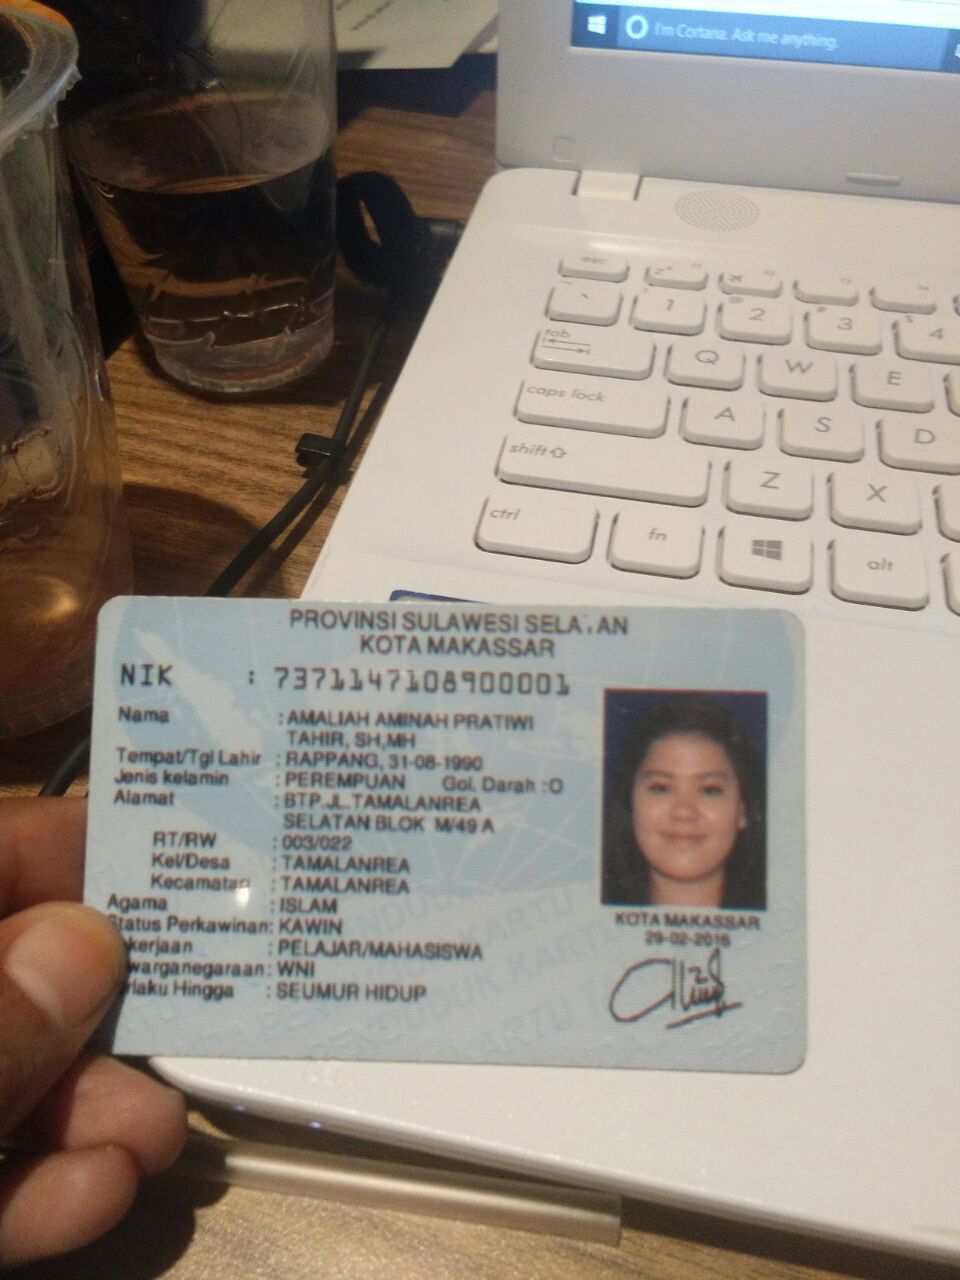 I'm Cortana. Ask me anything.
esc
1 2 3 4
tab Q W E
caps lock A S D
shift Z X
ctrl fn alt
PROVINSI SULAWESI SELATAN
KOTA MAKASSAR
NIK : 7371147108900001
Nama : AMALIAH AMINAH PRATIWI
TAHIR, SH,MH
Tempat/Tgl Lahir : RAPPANG, 31-08-1990
Jenis kelamin : PEREMPUAN Gol. Darah :O
Alamat : BTP.JL.TAMALANREA
SELATAN BLOK M/49 A
RT/RW : 003/022
Kel/Desa : TAMALANREA
Kecamatan : TAMALANREA
Agama : ISLAM
Status Perkawinan: KAWIN
kerjaan : PELAJAR/MAHASISWA
warganegaraan: WNI
rlaku Hingga : SEUMUR HIDUP
KOTA MAKASSAR
29-02-2016